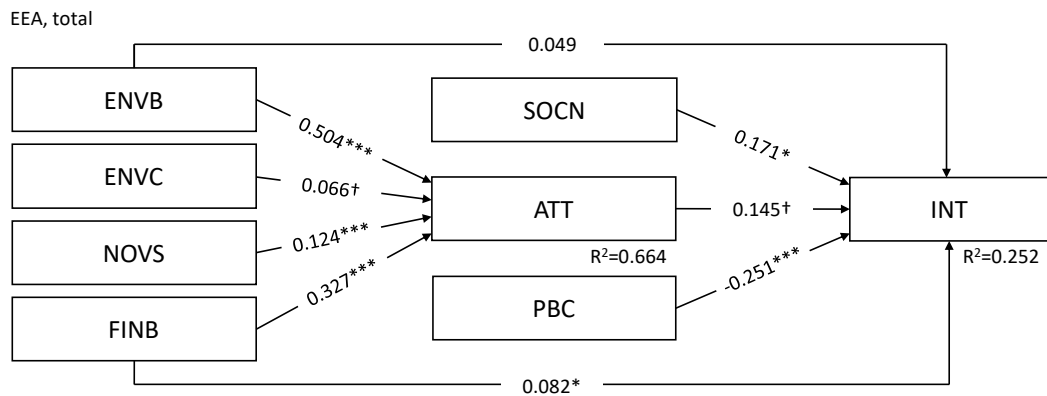 EEA, total
0.049
ENVB
SOCN
0.504***
0.171*
ENVC
0.066†
ATT
0.145†
INT
NOVS
0.124***
R²=0.664
R²=0.252
0.327***
-0.251***
FINB
PBC
0.082*